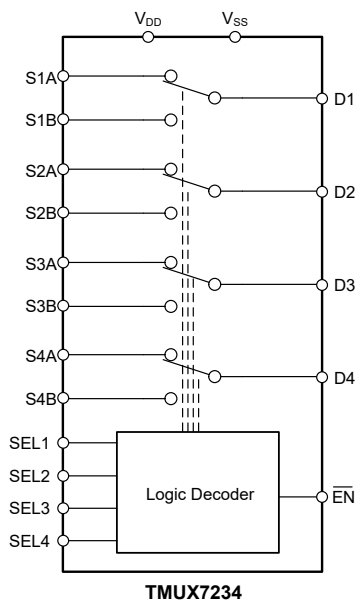 VDD
VSS
S1A
D1
S1B
S2A
D2
S2B
S3A
D3
S3B
S4A
D4
S4B
SEL1
SEL2
SEL3
SEL4
Logic Decoder
E̅N̅
TMUX7234